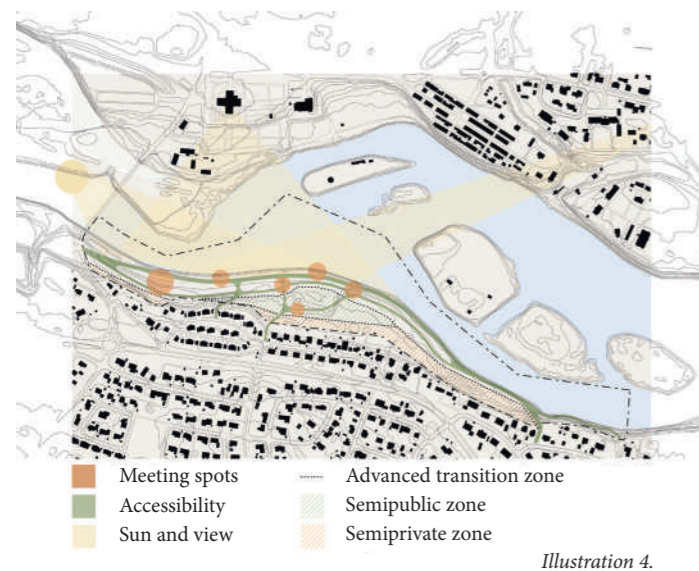 Meeting spots
Accessibility
Sun and view
Advanced transition zone
Semipublic zone
Semiprivate zone
Illustration 4.